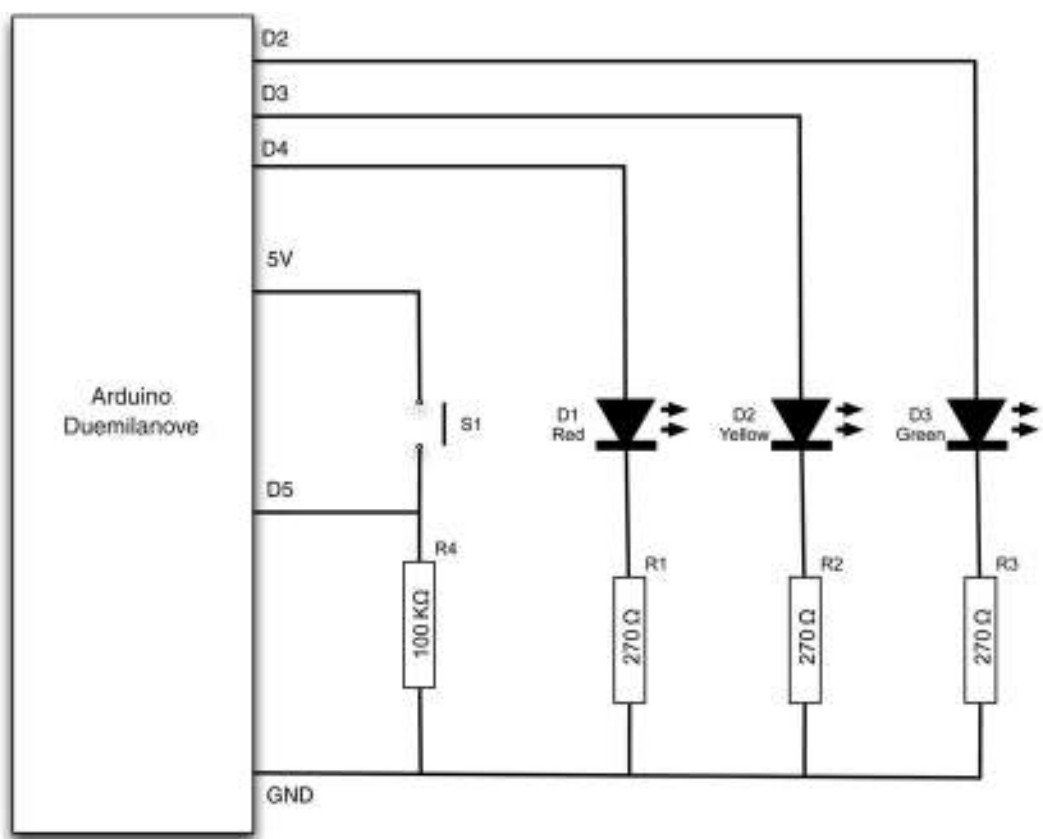 D2
D3
D4
5V
Arduino
Duemilanove
S1
D1
Red
D2
Yellow
D3
Green
D5
R4
R1
R2
R3
100 KΩ
270 Ω
270 Ω
270 Ω
GND